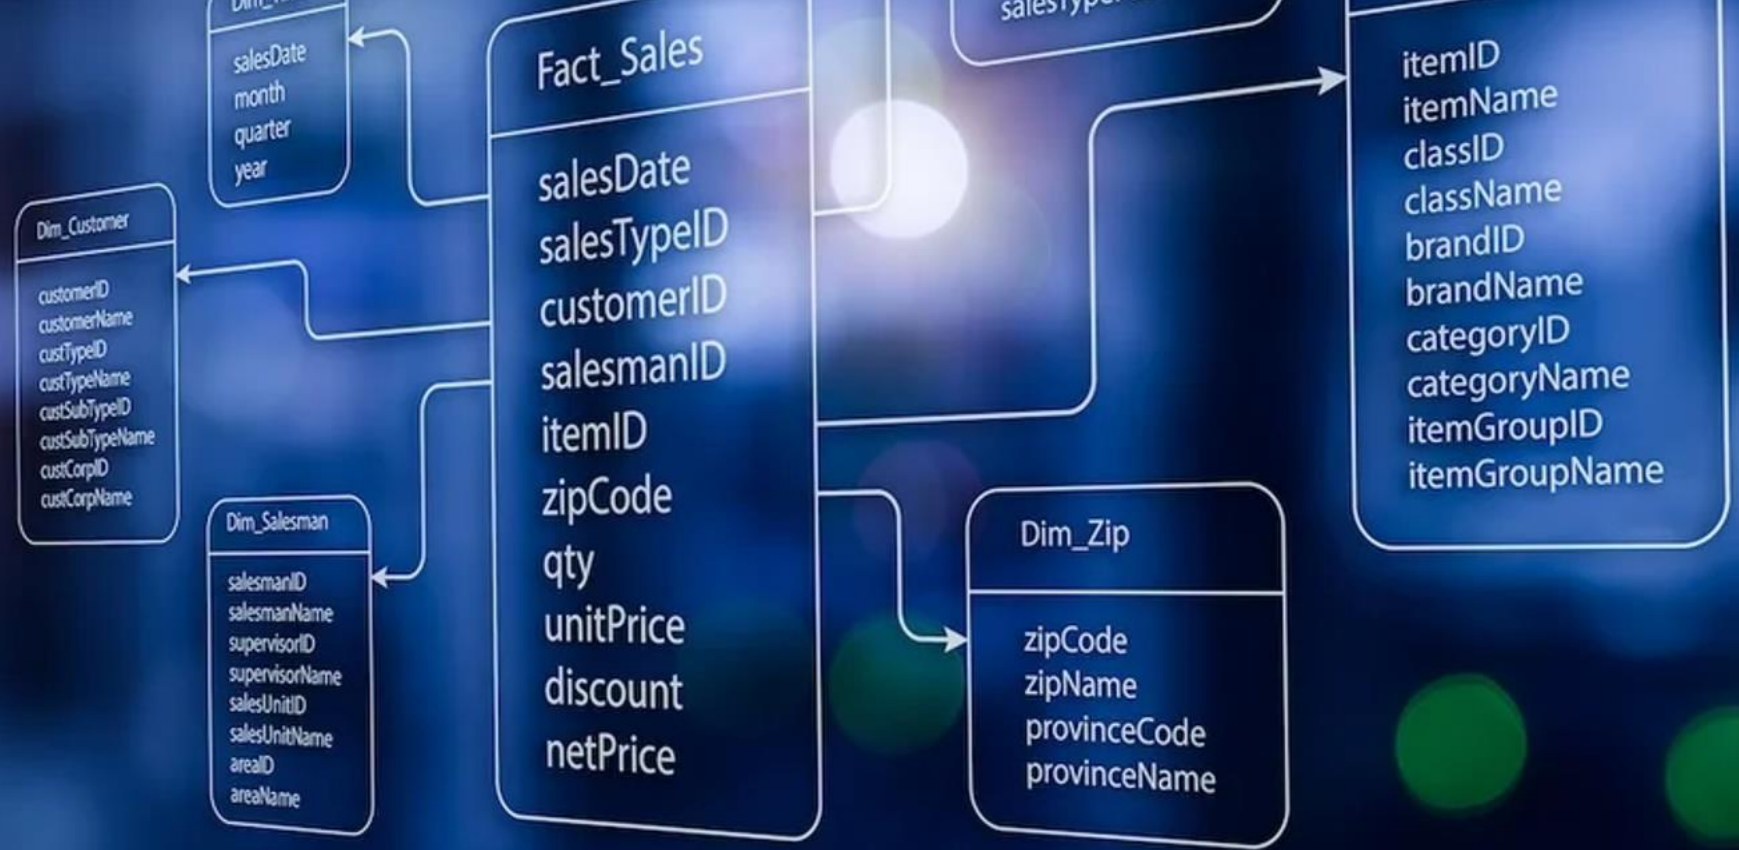 salesDate
month
quarter
year
Dim_Customer
customerID
customerName
custTypeID
custTypeName
custSubTypeID
custSubTypeName
custCorpID
custCorpName
Dim_Salesman
salesmanID
salesmanName
supervisorID
supervisorName
salesUnitID
salesUnitName
areaID
areaName
Fact_Sales
salesDate
salesTypeID
customerID
salesmanID
itemID
zipCode
qty
unitPrice
discount
netPrice
Dim_Zip
zipCode
zipName
provinceCode
provinceName
itemID
itemName
classID
className
brandID
brandName
categoryID
categoryName
itemGroupID
itemGroupName